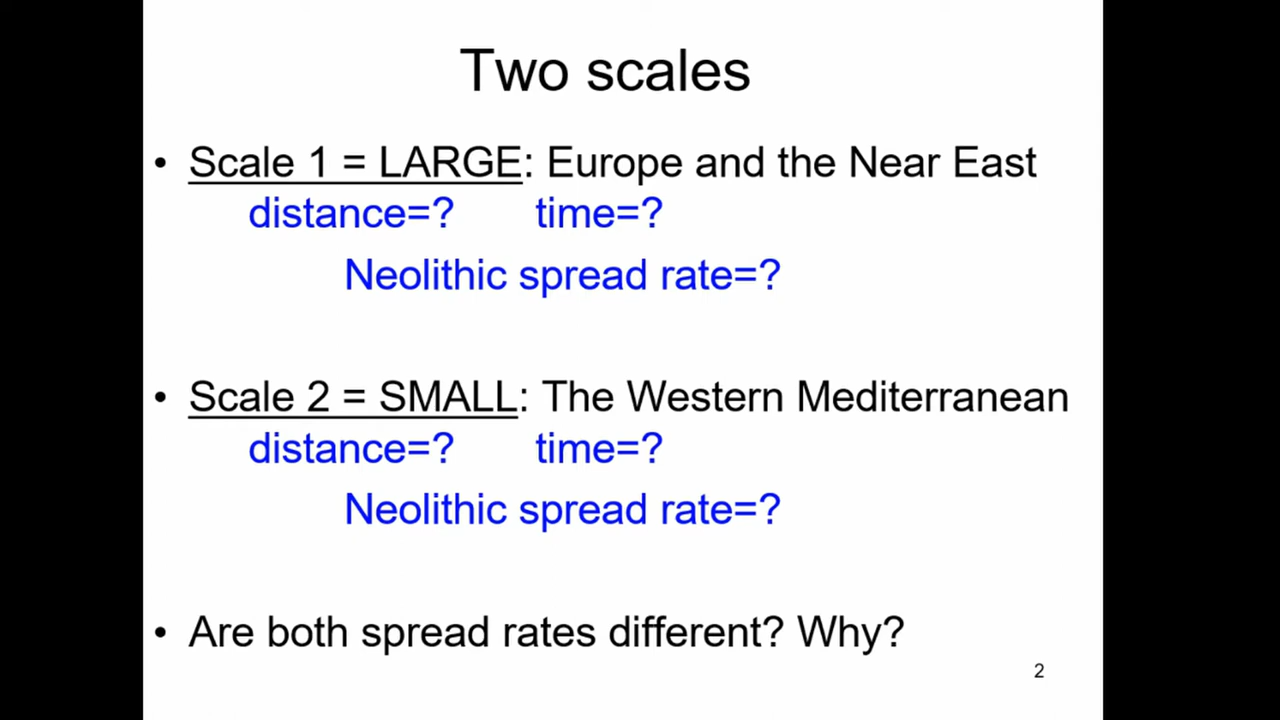 Two scales
• Scale 1 = LARGE: Europe and the Near East
distance=? time=?
Neolithic spread rate=?
• Scale 2 = SMALL: The Western Mediterranean
distance=? time=?
Neolithic spread rate=?
• Are both spread rates different? Why?
2